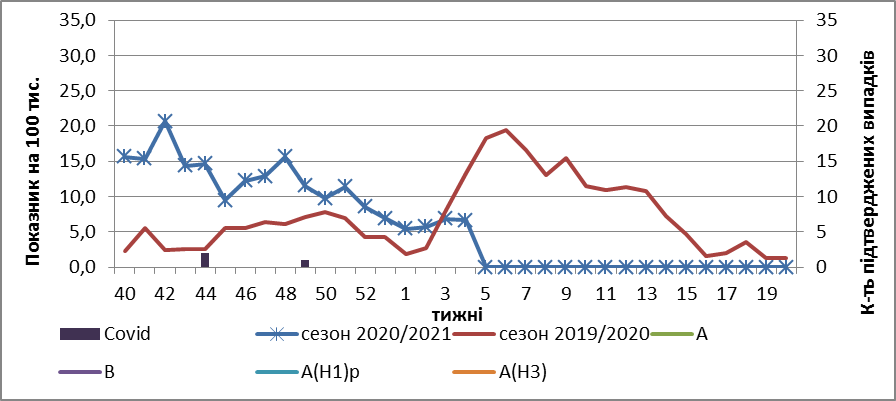 35,0
30,0
25,0
20,0
15,0
10,0
5,0
0,0
Показник на 100 тис.
35
30
25
20
15
10
5
0
К-ть підтверджених випадків
40 42 44 46 48 50 52 1 3 5 7 9 11 13 15 17 19
тижні
Covid сезон 2020/2021 сезон 2019/2020 A
B A(H1)p A(H3)